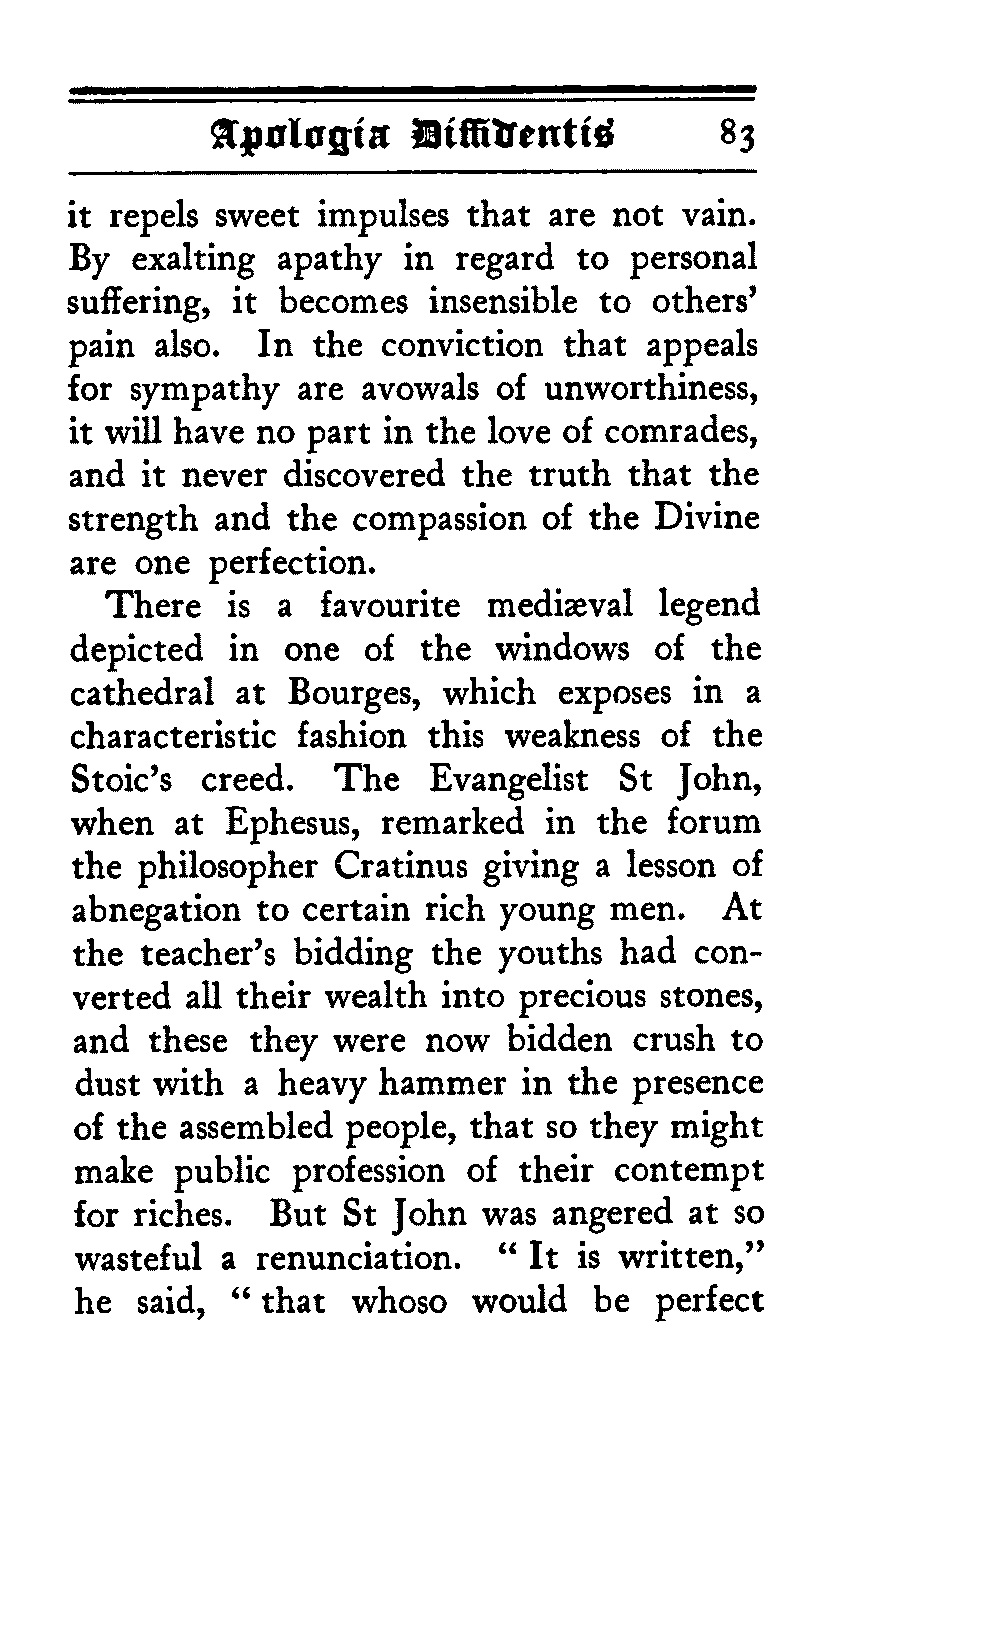 Apologia Diffidentis 83
it repels sweet impulses that are not vain.
By exalting apathy in regard to personal
suffering, it becomes insensible to others’
pain also. In the conviction that appeals
for sympathy are avowals of unworthiness,
it will have no part in the love of comrades,
and it never discovered the truth that the
strength and the compassion of the Divine
are one perfection.
There is a favourite mediæval legend
depicted in one of the windows of the
cathedral at Bourges, which exposes in a
characteristic fashion this weakness of the
Stoic’s creed. The Evangelist St John,
when at Ephesus, remarked in the forum
the philosopher Cratinus giving a lesson of
abnegation to certain rich young men. At
the teacher’s bidding the youths had con-
verted all their wealth into precious stones,
and these they were now bidden crush to
dust with a heavy hammer in the presence
of the assembled people, that so they might
make public profession of their contempt
for riches. But St John was angered at so
wasteful a renunciation. “ It is written,”
he said, “ that whoso would be perfect